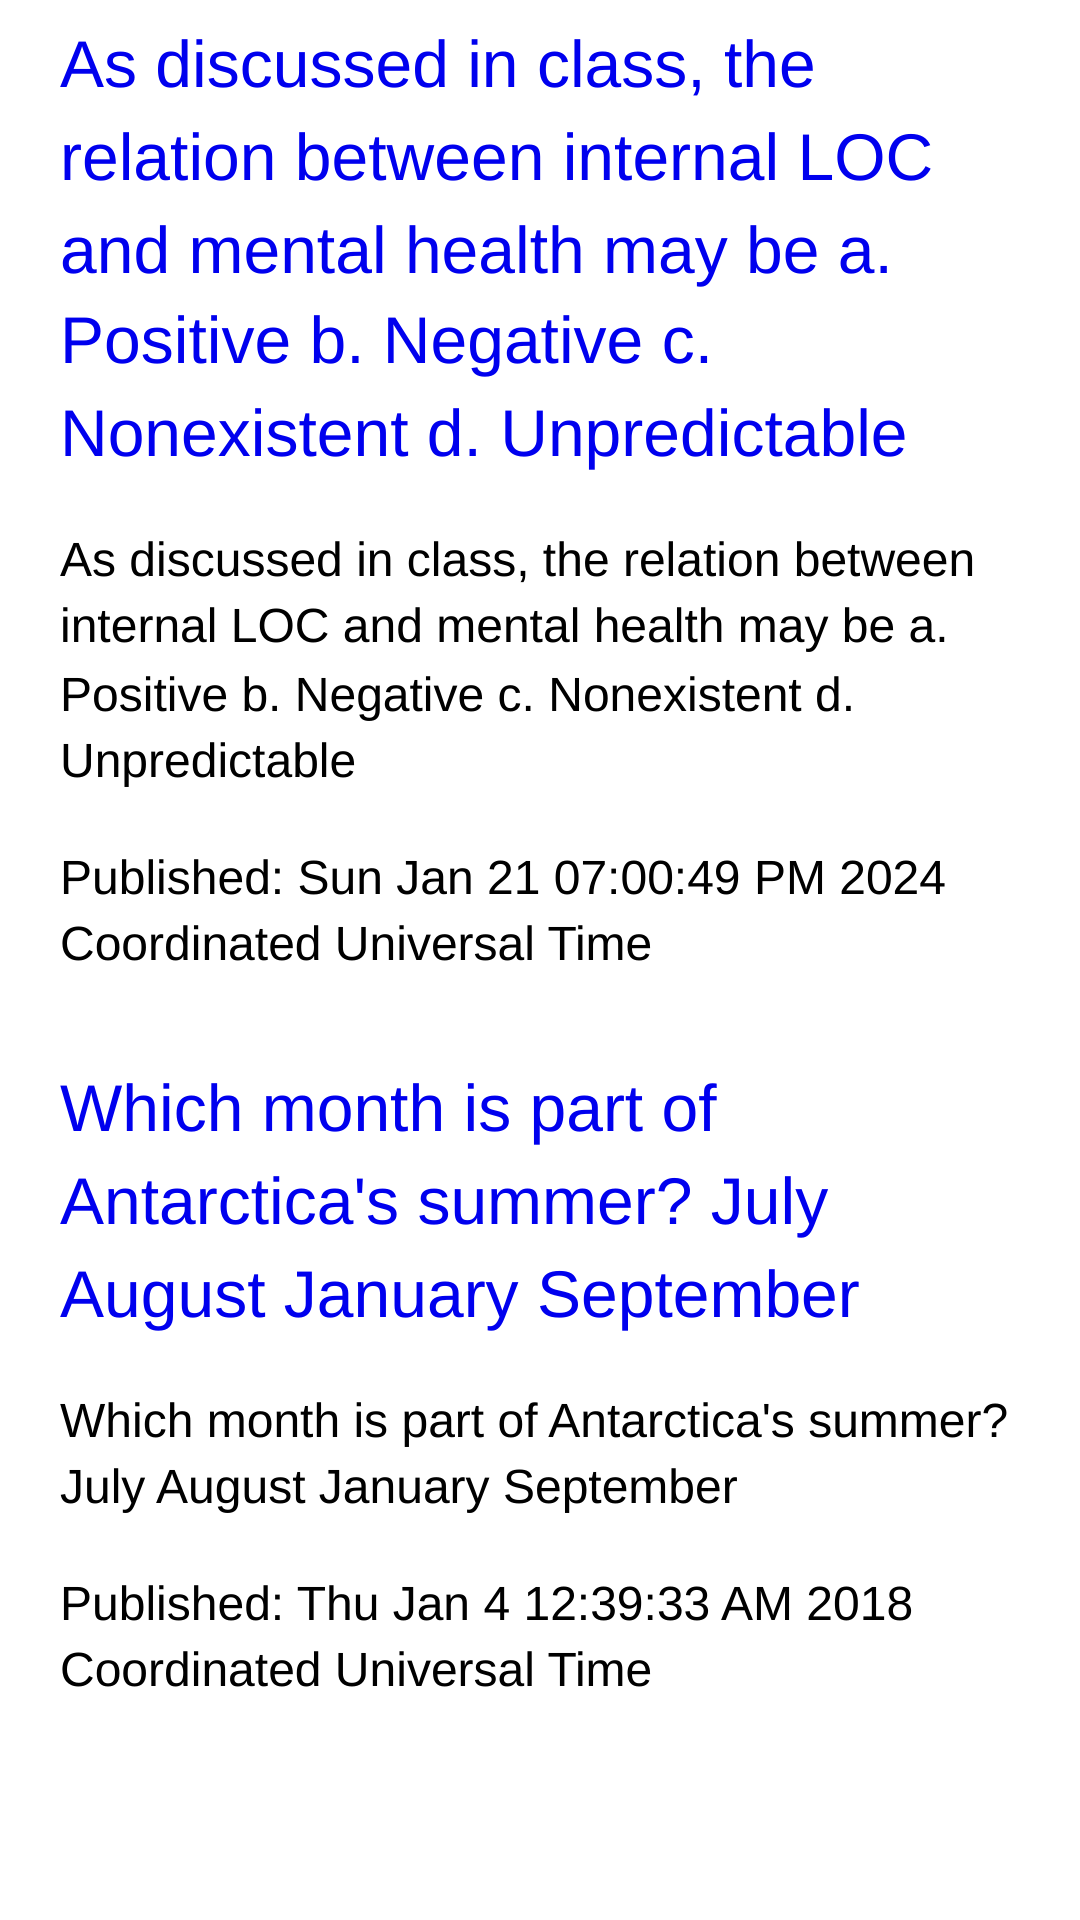 As discussed in class, the
relation between internal LOC
and mental health may be a.
Positive b. Negative c.
Nonexistent d. Unpredictable
As discussed in class, the relation between
internal LOC and mental health may be a.
Positive b. Negative c. Nonexistent d.
Unpredictable
Published: Sun Jan 21 07:00:49 PM 2024
Coordinated Universal Time
Which month is part of
Antarctica's summer? July
August January September
Which month is part of Antarctica's summer?
July August January September
Published: Thu Jan 4 12:39:33 AM 2018
Coordinated Universal Time